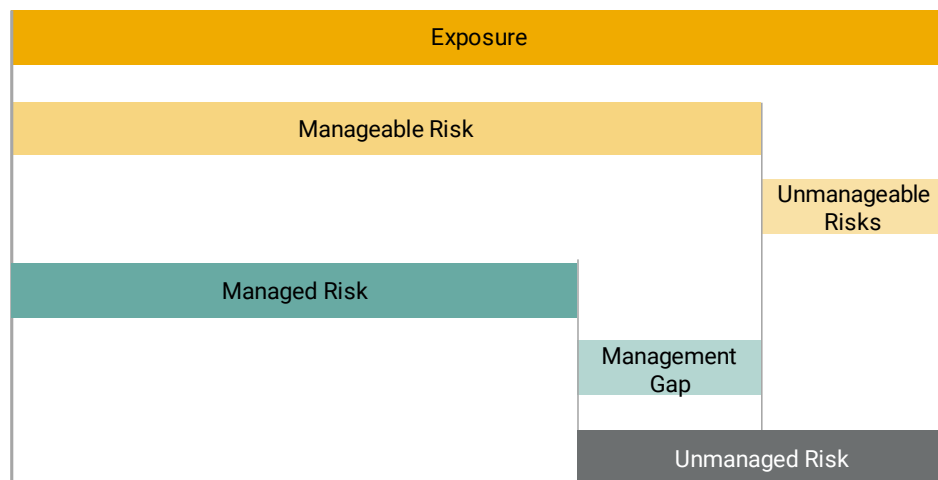 Exposure
Manageable Risk
Unmanageable
Risks
Managed Risk
Management
Gap
Unmanaged Risk